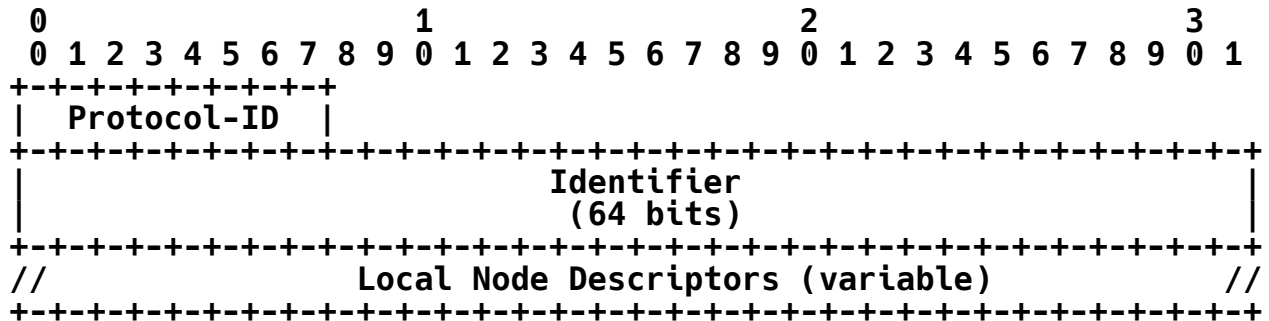 0                   1                   2                   3
 0 1 2 3 4 5 6 7 8 9 0 1 2 3 4 5 6 7 8 9 0 1 2 3 4 5 6 7 8 9 0 1
+-+-+-+-+-+-+-+-+
|  Protocol-ID  |
+-+-+-+-+-+-+-+-+-+-+-+-+-+-+-+-+-+-+-+-+-+-+-+-+-+-+-+-+-+-+-+-+
|                           Identifier                          |
|                            (64 bits)                          |
+-+-+-+-+-+-+-+-+-+-+-+-+-+-+-+-+-+-+-+-+-+-+-+-+-+-+-+-+-+-+-+-+
//                Local Node Descriptors (variable)            //
+-+-+-+-+-+-+-+-+-+-+-+-+-+-+-+-+-+-+-+-+-+-+-+-+-+-+-+-+-+-+-+-+